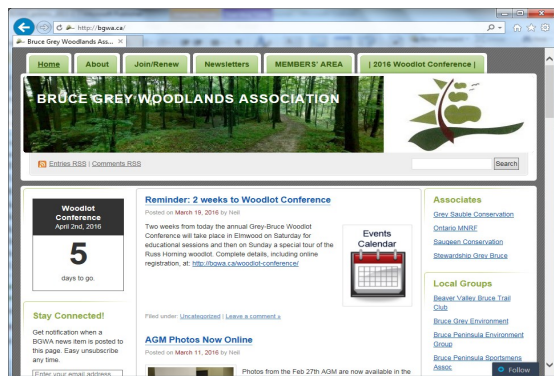 http://bgwa.ca/
Bruce Grey Woodlands Ass...
Home
About
Join/Renew
Newsletters
MEMBERS' AREA
| 2016 Woodlot Conference |
BRUCE GREY WOODLANDS ASSOCIATION
Entries RSS | Comments RSS
Search
Woodlot
Conference
April 2nd, 2016
5
days to go.
Stay Connected!
Get notification when a
BGWA news item is posted to
this page. Easy unsubscribe
any time.
Enter your email address
Reminder: 2 weeks to Woodlot Conference
Posted on March 19, 2016 by Neil
Two weeks from today the annual Grey-Bruce Woodlot
Conference will take place in Elmwood on Saturday for
educational sessions and then on Sunday a special tour of the
Russ Horning woodlot. Complete details, including online
registration, at: http://bgwa.ca/woodlot-conference/
Events
Calendar
Filed under: Uncategorized | Leave a comment »
AGM Photos Now Online
Posted on March 11, 2016 by Neil
Photos from the Feb 27th AGM are now available in the
Associates
Grey Sauble Conservation
Ontario MNRF
Saugeen Conservation
Stewardship Grey Bruce
Local Groups
Beaver Valley Bruce Trail
Club
Bruce Grey Environment
Bruce Peninsula Environment
Group
Bruce Peninsula Sportsmens
Assoc
Follow